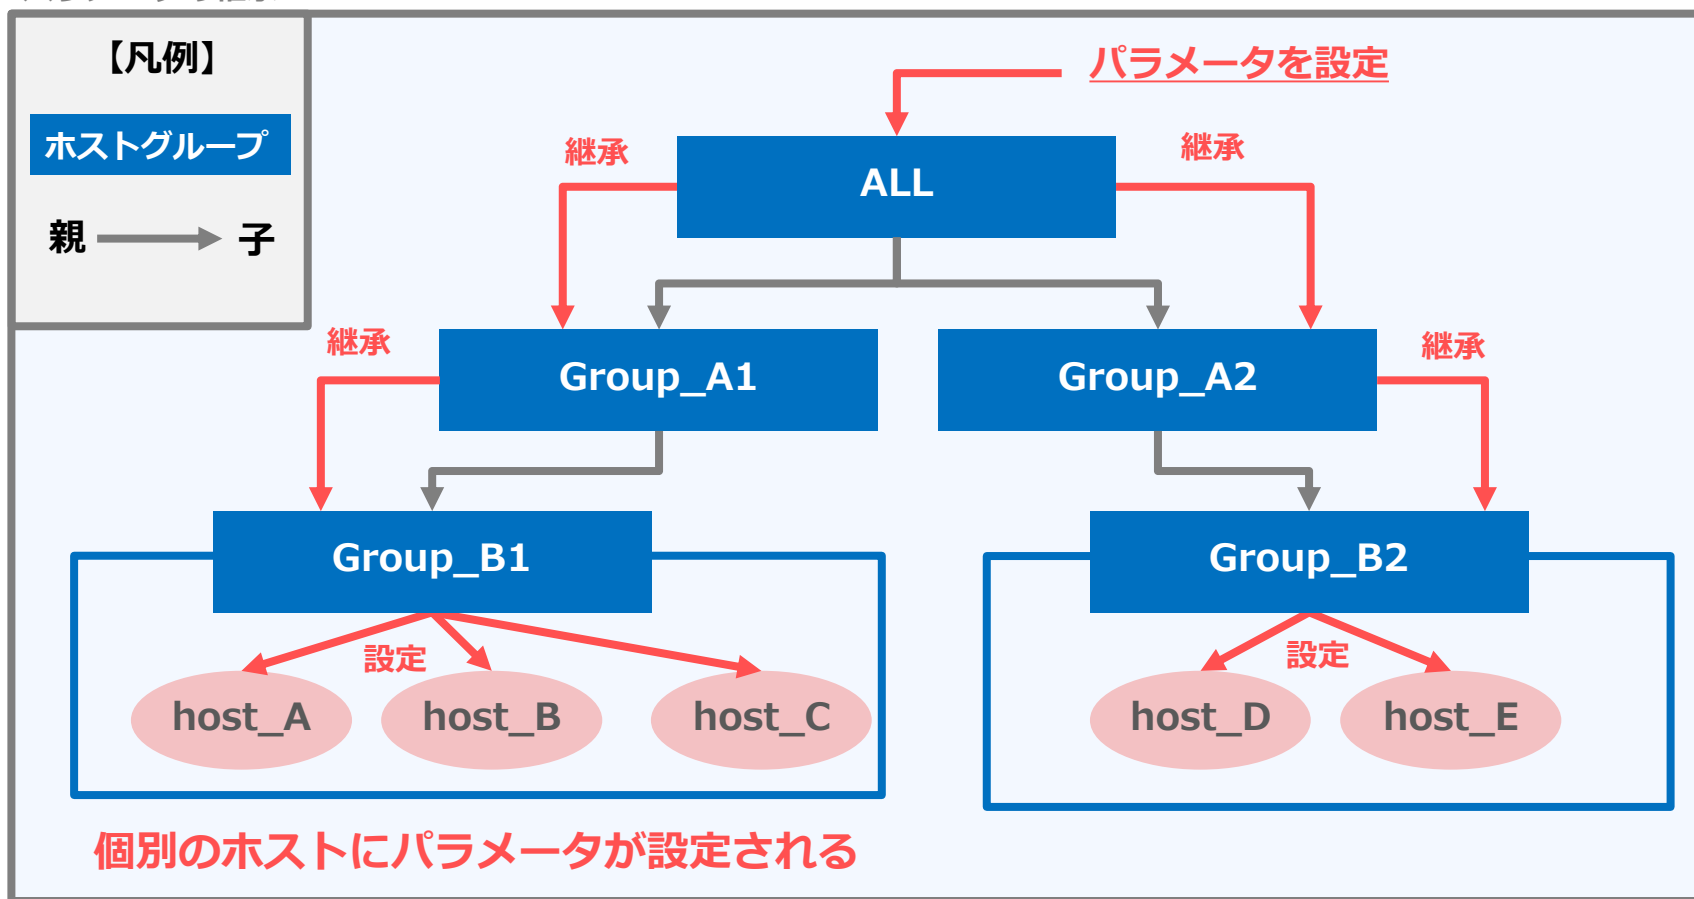 【凡例】
ホストグループ
親
子
パラメータを設定
継承
継承
ALL
継承
継承
Group_A1
Group_A2
Group_B1
Group_B2
設定
設定
host_A
host_B
host_C
host_D
host_E
個別のホストにパラメータが設定される